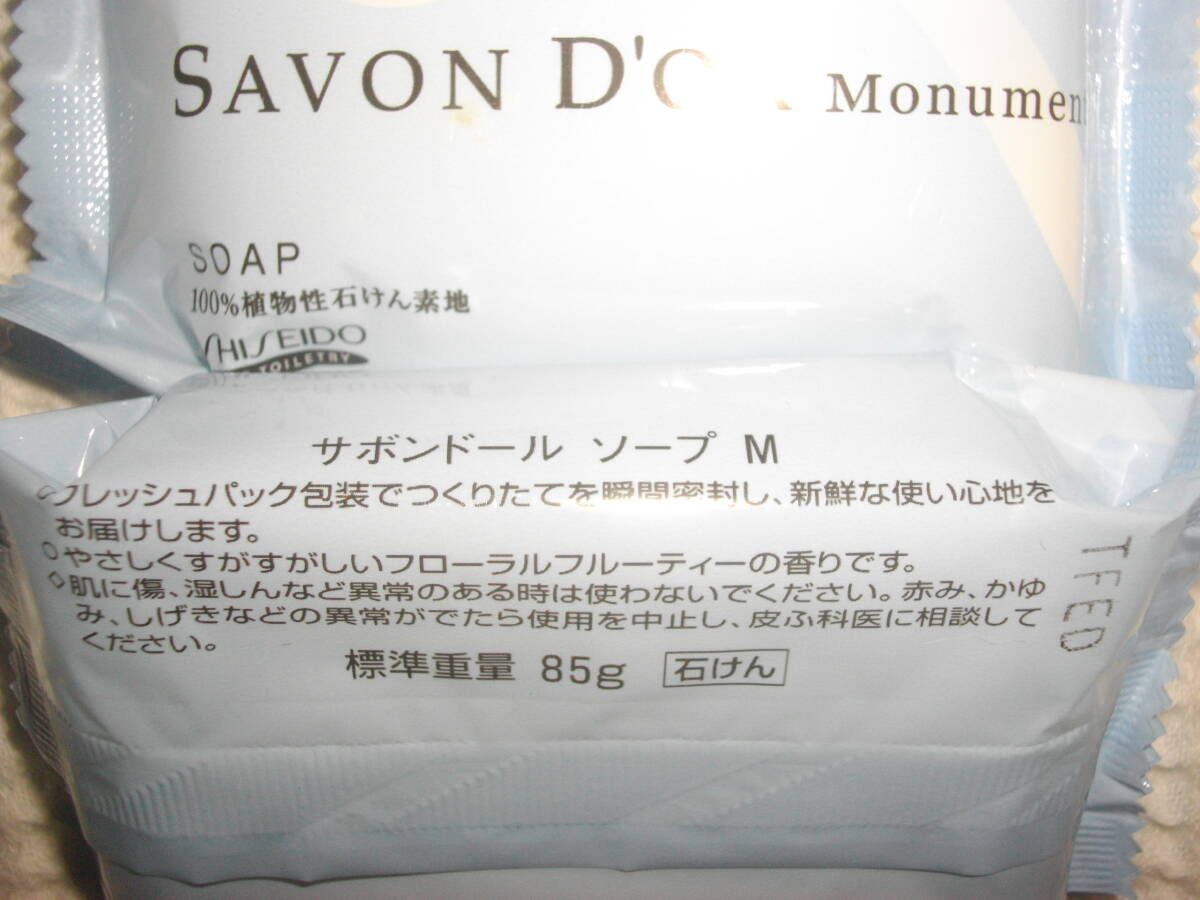 SAVON D'O Monument
SOAP
100%植物性石けん素地
SHISEIDO
TOILETRY
サボンドール ソープ M
○フレッシュパック包装でつくりたてを瞬間密封し、新鮮な使い心地を
お届けします。
○やさしくすがすがしいフローラルフルーティーの香りです。
◇肌に傷、湿しんなど異常のある時は使わないでください。赤み、かゆ
み、しげきなどの異常がでたら使用を中止し、皮ふ科医に相談して
ください。
標準重量 85g 石けん
TFED